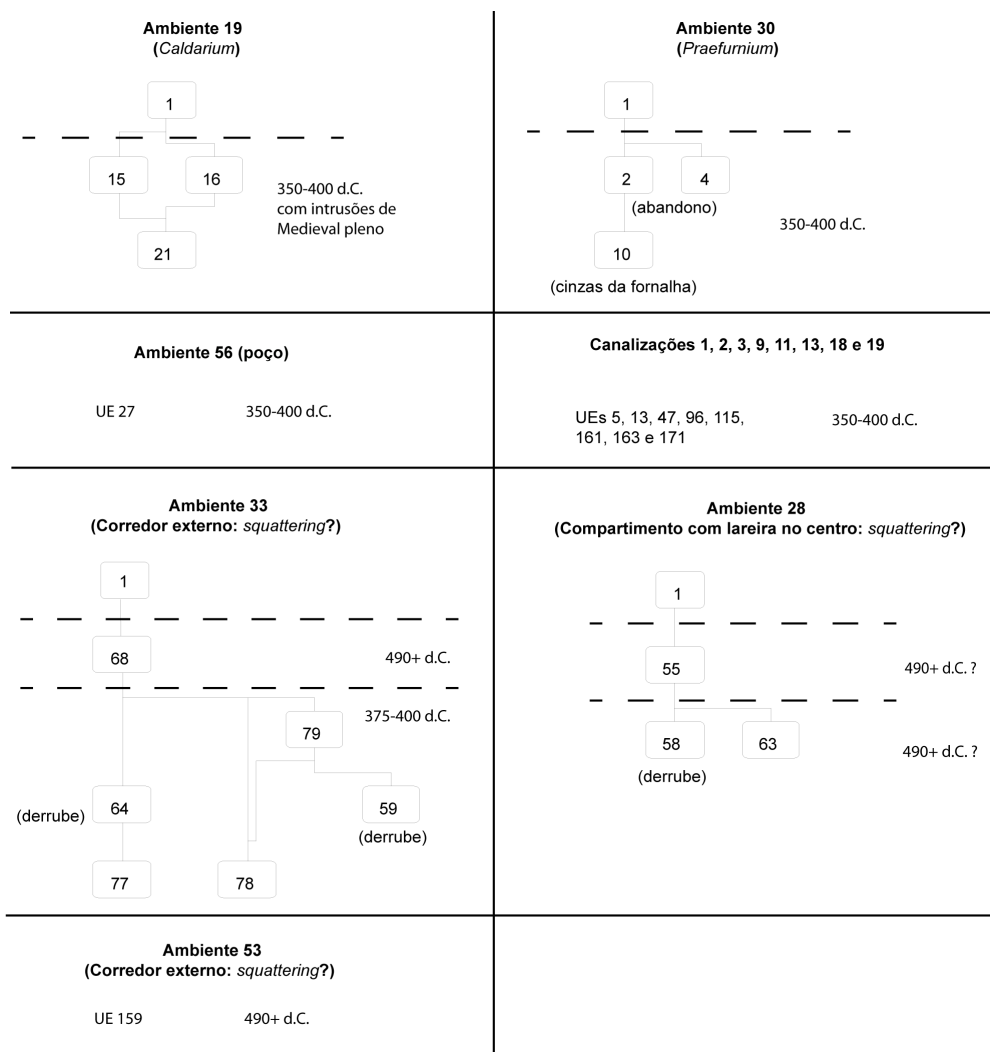 Ambiente 19
(Caldarium)
1
15
16
21
350-400 d.C.
com intrusões de
Medieval pleno
Ambiente 30
(Praefurnium)
1
2
4
(abandono)
10
(cinzas da fornalha)
350-400 d.C.
Ambiente 56 (poço)
UE 27
350-400 d.C.
Canalizações 1, 2, 3, 9, 11, 13, 18 e 19
UEs 5, 13, 47, 96, 115,
161, 163 e 171
350-400 d.C.
Ambiente 33
(Corredor externo: squattering?)
1
68
490+ d.C.
375-400 d.C.
79
(derrube)
64
59
(derrube)
77
78
Ambiente 28
(Compartimento com lareira no centro: squattering?)
1
55
490+ d.C. ?
58
63
490+ d.C. ?
(derrube)
Ambiente 53
(Corredor externo: squattering?)
UE 159
490+ d.C.